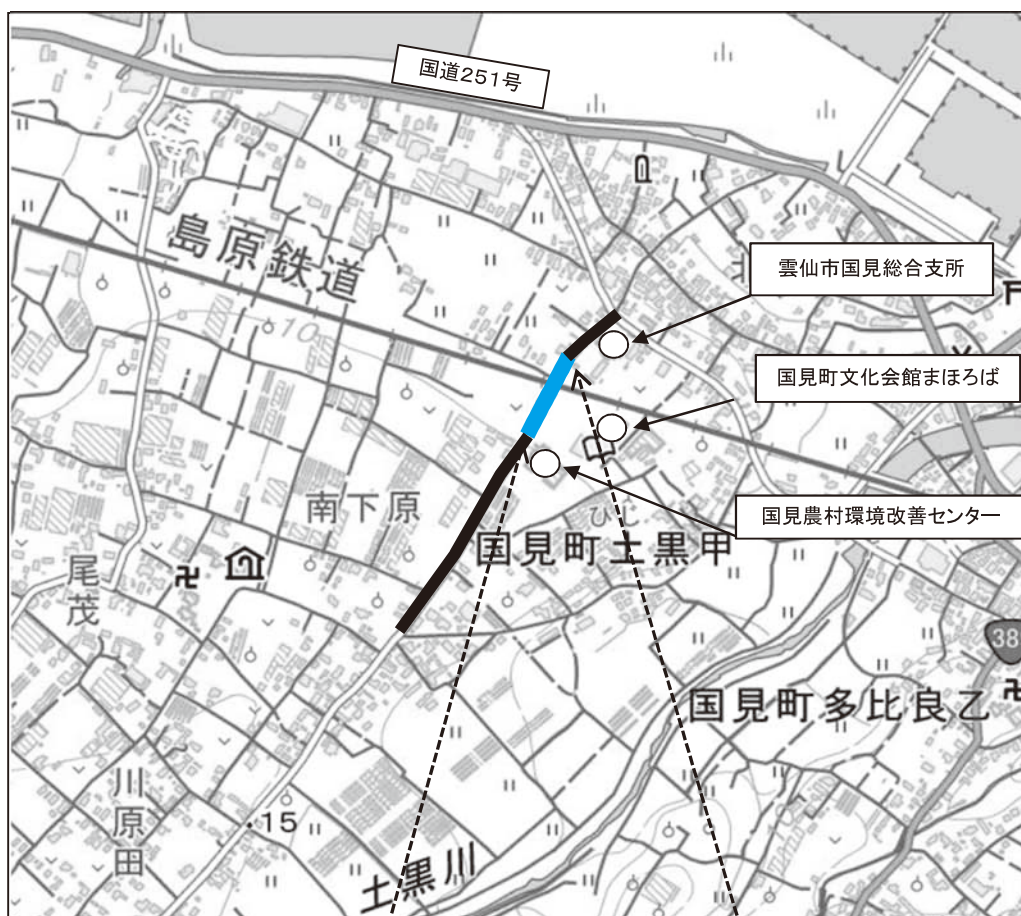 国道251号
島原鉄道
雲仙市国見総合支所
10
国見町文化会館まほろば
南下原
国見農村環境改善センター
ひじ
国見町土黒甲
尾茂
38
国見町多比良乙
川原田
15
土黒川